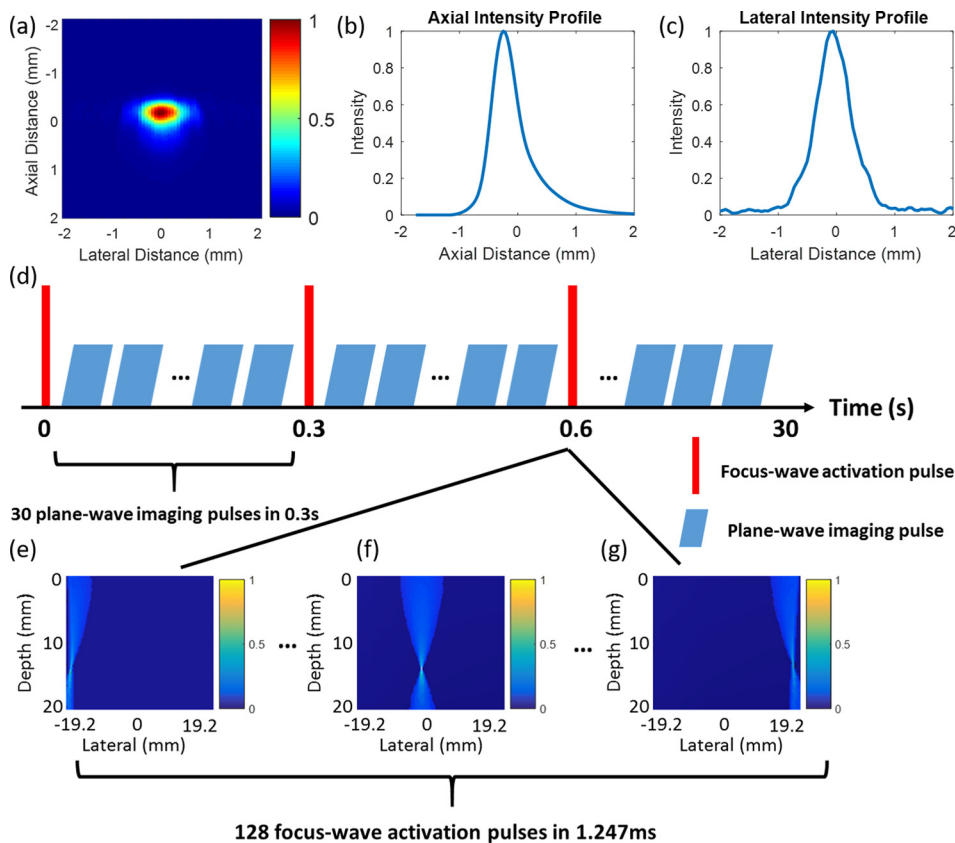 (a)
-2
-1
0
1
2
Axial Distance (mm)
-2 -1 0 1 2
Lateral Distance (mm)
1
0.5
0
(b) Axial Intensity Profile
1
0.8
0.6
0.4
0.2
0
Intensity
-2 -1 0 1 2
Axial Distance (mm)
(c) Lateral Intensity Profile
1
0.8
0.6
0.4
0.2
0
Intensity
-2 -1 0 1 2
Lateral Distance (mm)
(d)
... ... ...
0 0.3 0.6 30 Time (s)
30 plane-wave imaging pulses in 0.3s
Focus-wave activation pulse
Plane-wave imaging pulse
(e)
0
10
20
Depth (mm)
-19.2 0 19.2
Lateral (mm)
1
0.5
0
...
(f)
0
10
20
Depth (mm)
-19.2 0 19.2
Lateral (mm)
1
0.5
0
...
(g)
0
10
20
Depth (mm)
-19.2 0 19.2
Lateral (mm)
1
0.5
0
128 focus-wave activation pulses in 1.247ms